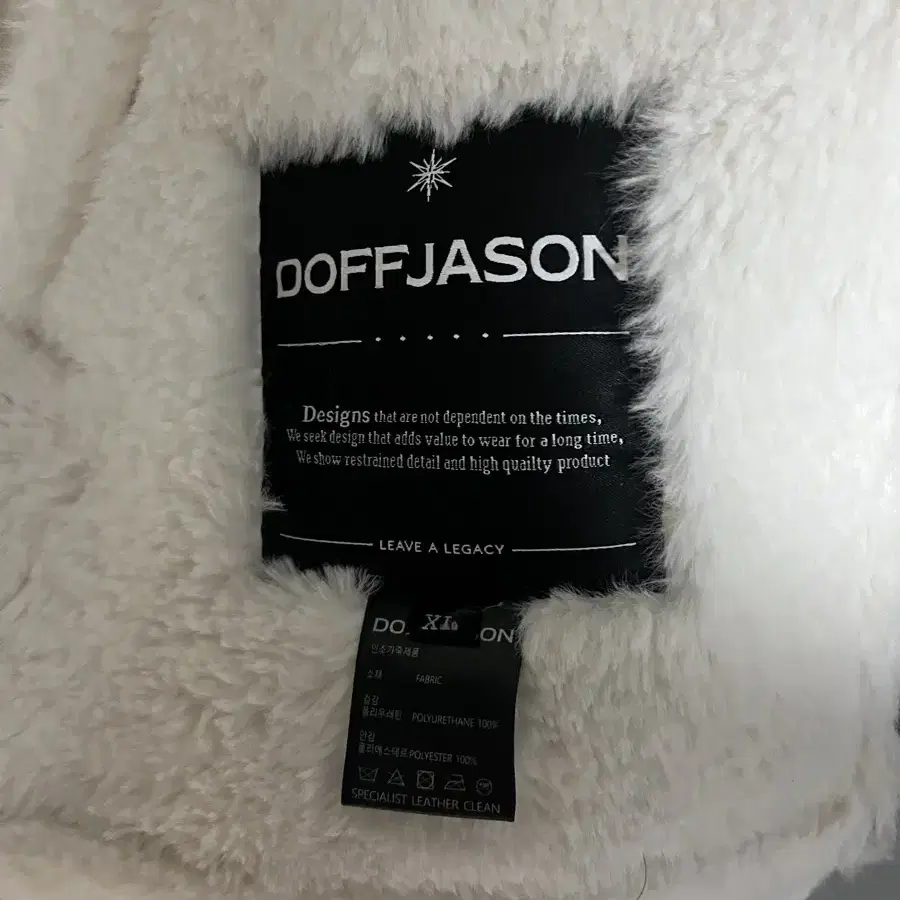 DOFFJASON
Designs that are not dependent on the times,
We seek design that adds value to wear for a long time,
We show restrained detail and high quailty product
LEAVE A LEGACY
XL
인조가죽제품
소재 FABRIC
겉감
폴리우레탄 POLYURETHANE 100%
안감
폴리에스테르 POLYESTER 100%
SPECIALIST LEATHER CLEAN